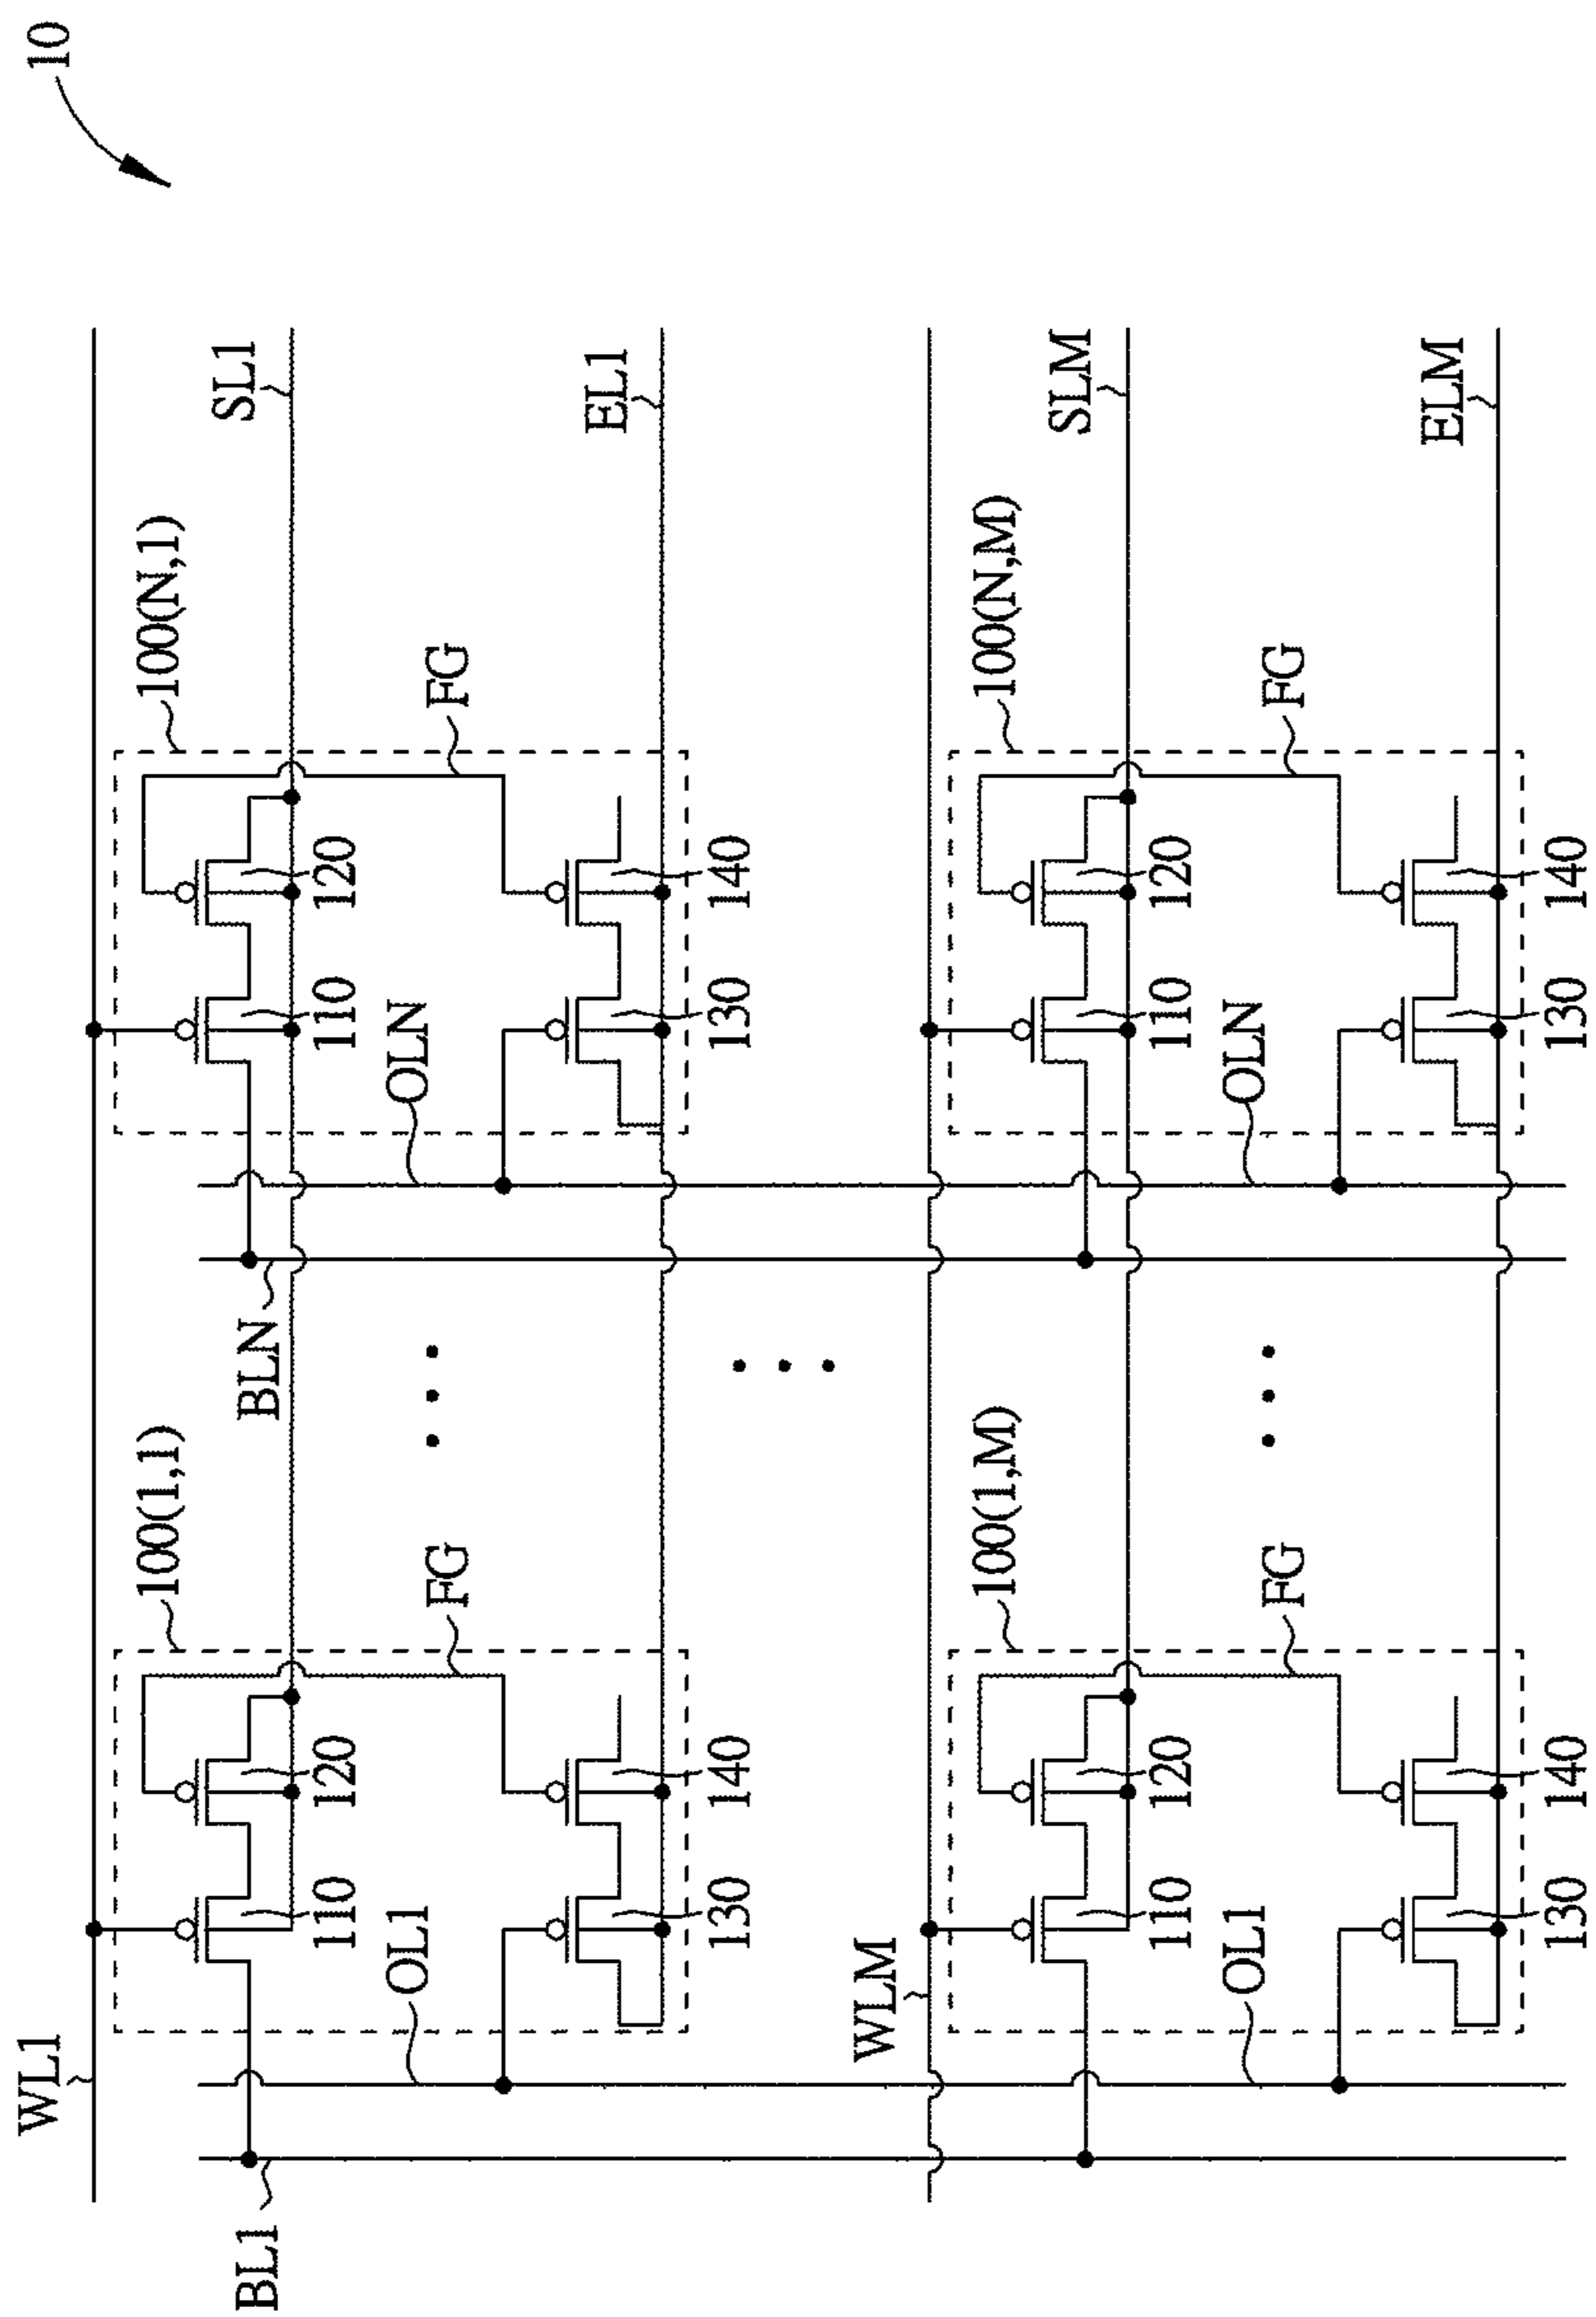 WL1
10
100(1,1)
100(N,1)
BL1
BLN
SL1
110
120
110
120
OL1
FG
OLN
FG
EL1
130
140
130
140
WLM
100(1,M)
100(N,M)
SLM
110
120
110
120
OL1
FG
OLN
FG
ELM
130
140
130
140